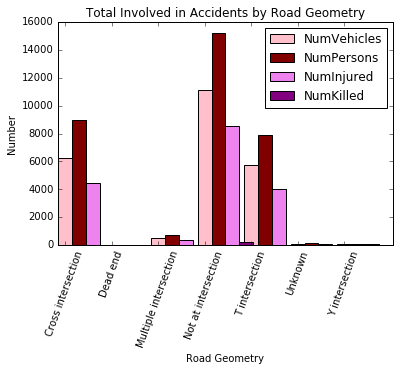 Total Involved in Accidents by Road Geometry
16000
14000
12000
10000
8000
6000
4000
2000
0
Number
NumVehicles
NumPersons
NumInjured
NumKilled
Cross intersection
Dead end
Multiple intersection
Not at intersection
T intersection
Unknown
Y intersection
Road Geometry